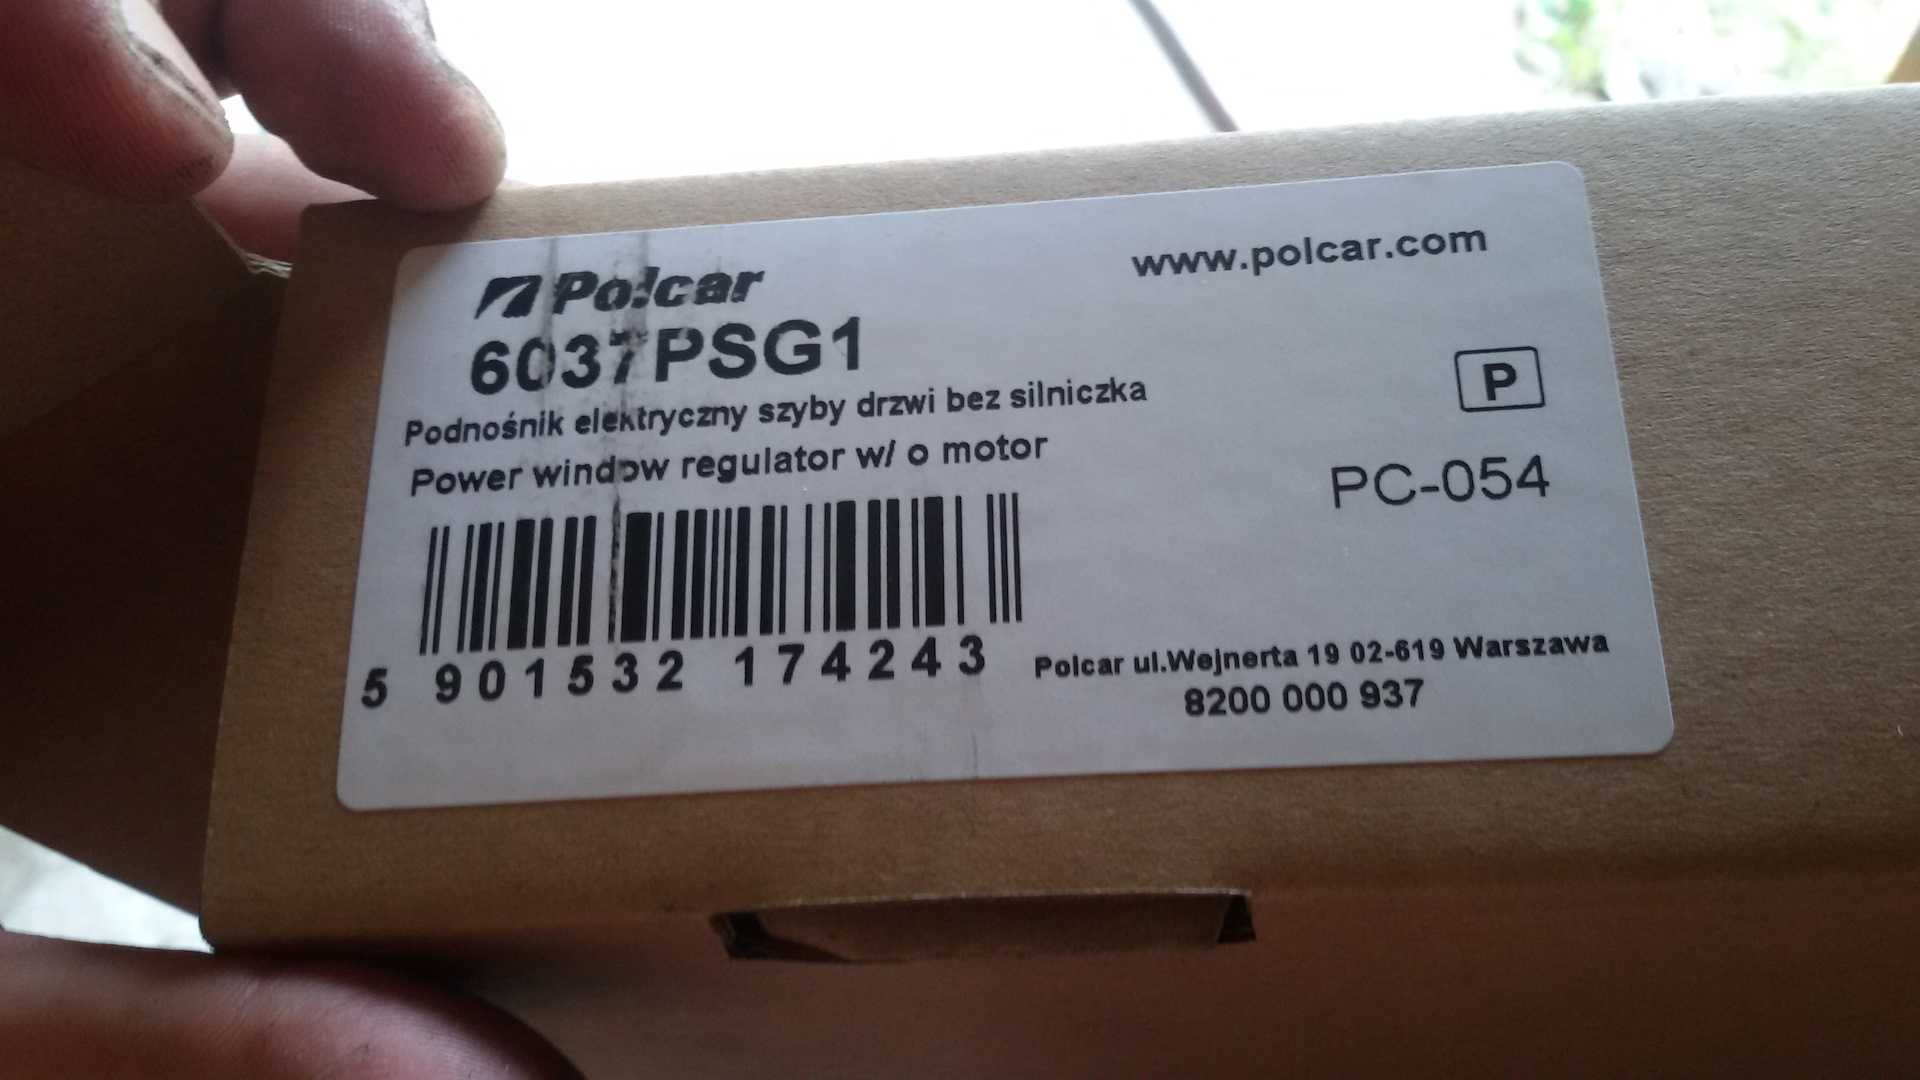 Polcar
www.polcar.com
6037PSG1
P
Podnośnik elektryczny szyby drzwi bez silniczka
Power window regulator w/ o motor
PC-054
5 901532 174243
Polcar ul.Wejnerta 19 02-619 Warszawa
8200 000 937